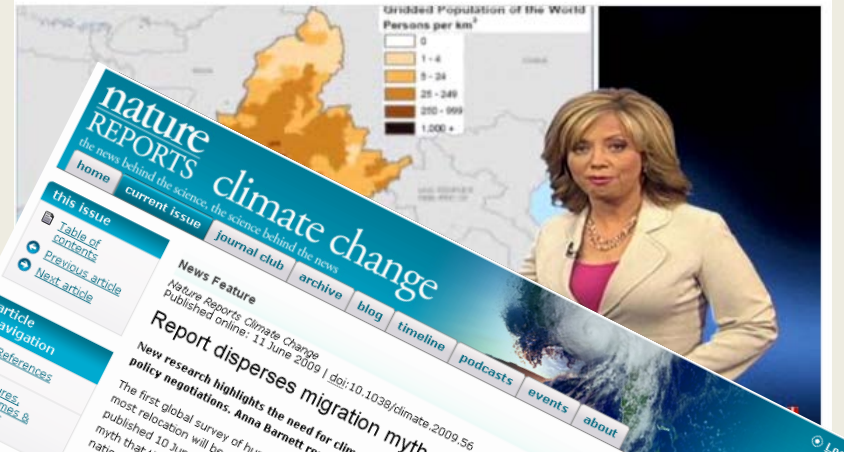 Gridded Population of the World
Persons per km²
0
1 - 4
5 - 24
25 - 249
250 - 999
1,000 +
nature
REPORTS climate change
the news behind the science, the science behind the news
home
current issue
journal club
archive
blog
timeline
podcasts
events
about
this issue
Table of
contents
Previous article
Next article
article
navigation
References
News Feature
Nature Reports Climate Change
Published online: 11 June 2009 | doi:10.1038/climate.2009.56
Report disperses migration myth
New research highlights the need for
policy negotiations. Anna Barnett
The first global survey of
most relocation will be
published 10
myth that